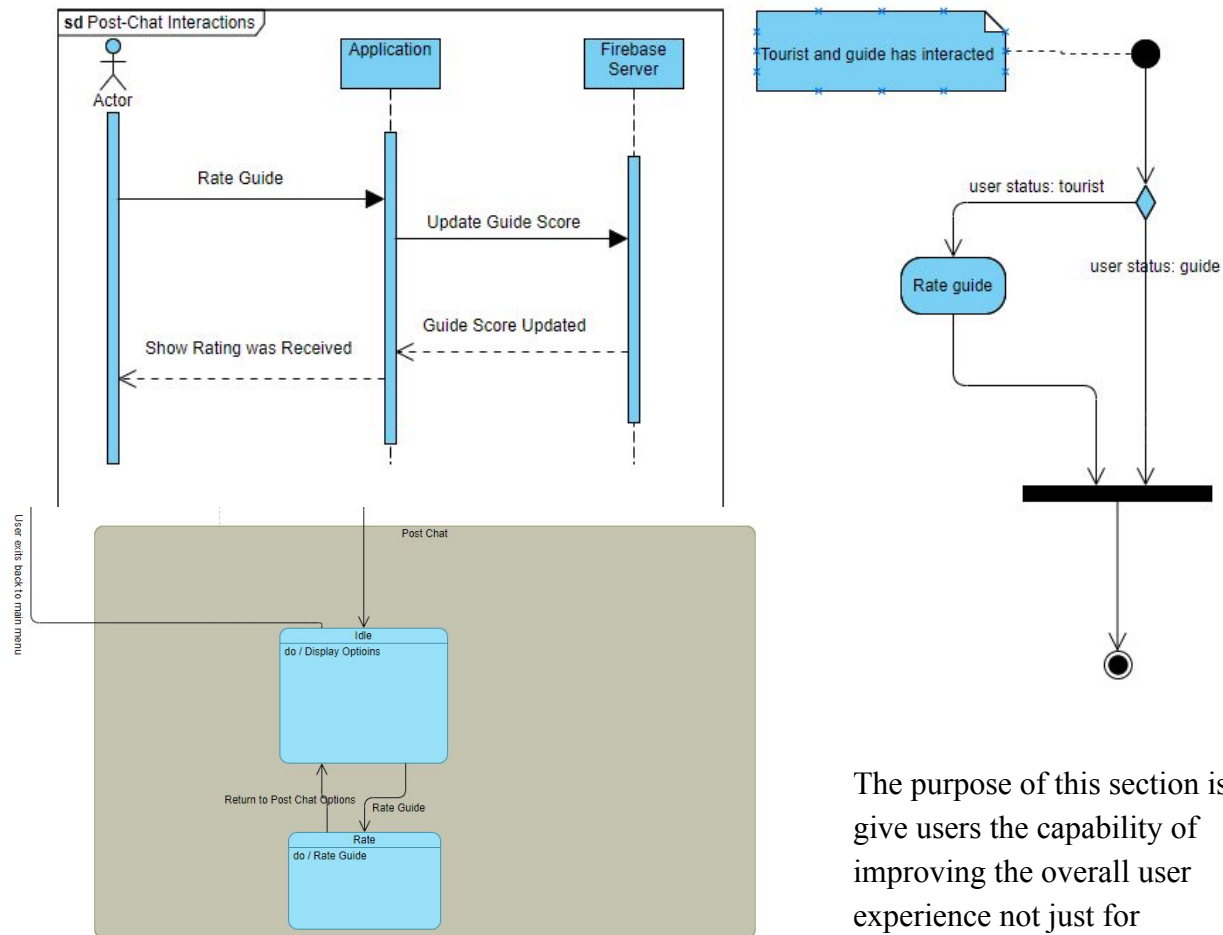 sd Post-Chat Interactions
Actor
Application
Firebase
Server
Rate Guide
Update Guide Score
Guide Score Updated
Show Rating was Received
Tourist and guide has interacted
user status: tourist
user status: guide
Rate guide
User exits back to main menu
Post Chat
Idle
do / Display Optioins
Return to Post Chat Options
Rate Guide
Rate
do / Rate Guide
The purpose of this section is
give users the capability of
improving the overall user
experience not just for